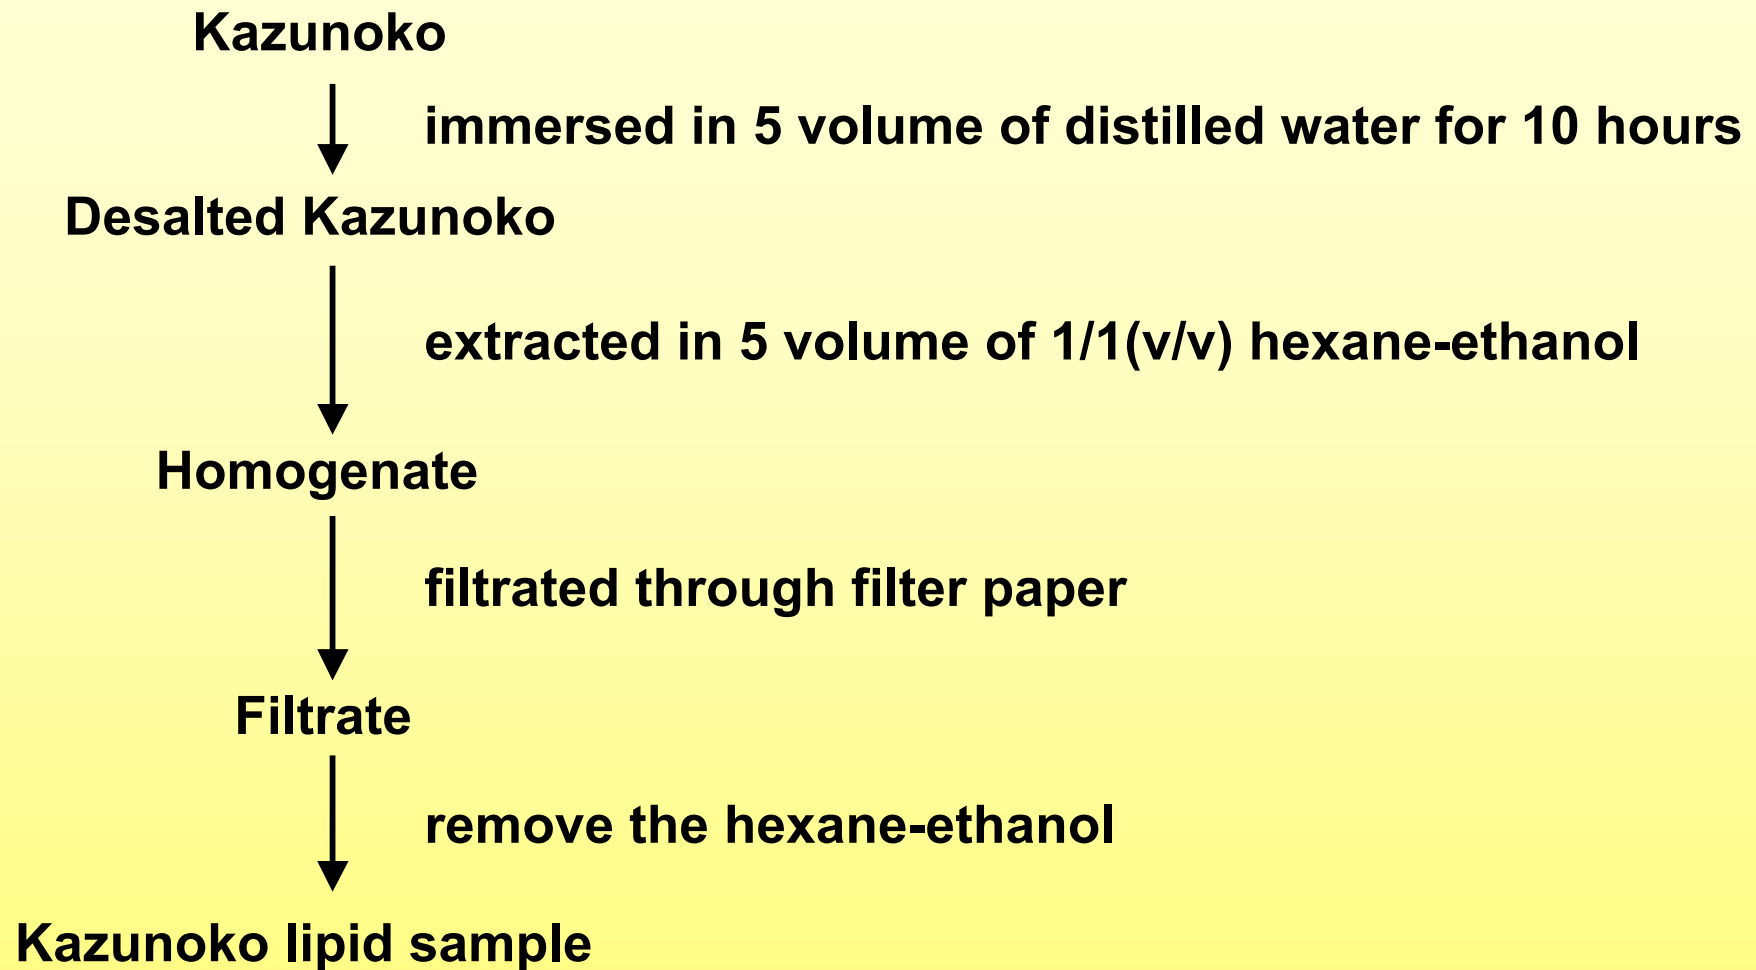 Kazunoko
immersed in 5 volume of distilled water for 10 hours
Desalted Kazunoko
extracted in 5 volume of 1/1(v/v) hexane-ethanol
Homogenate
filtrated through filter paper
Filtrate
remove the hexane-ethanol
Kazunoko lipid sample